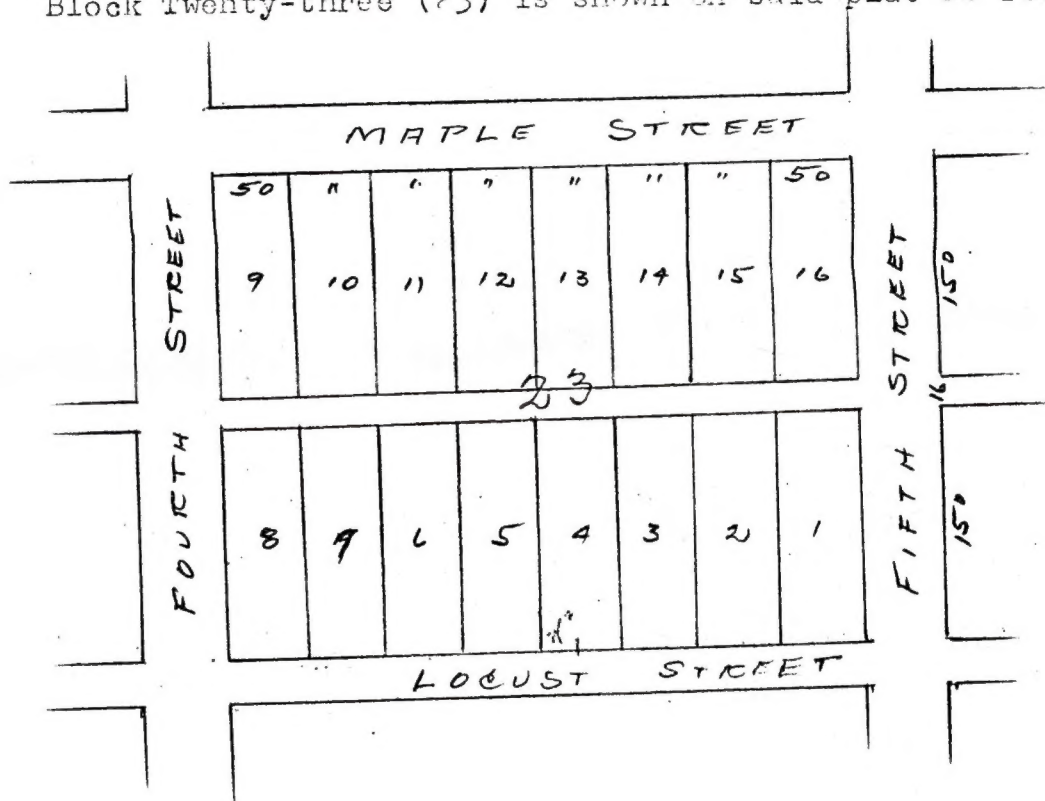 Block Twenty-three (23) is shown on said plat
MAPLE STREET
50 " " " " " " 50
FOURTH STREET
9 10 11 12 13 14 15 16
FIFTH STREET
150
23
16
8 7 6 5 4 3 2 1
150
LOCUST STREET